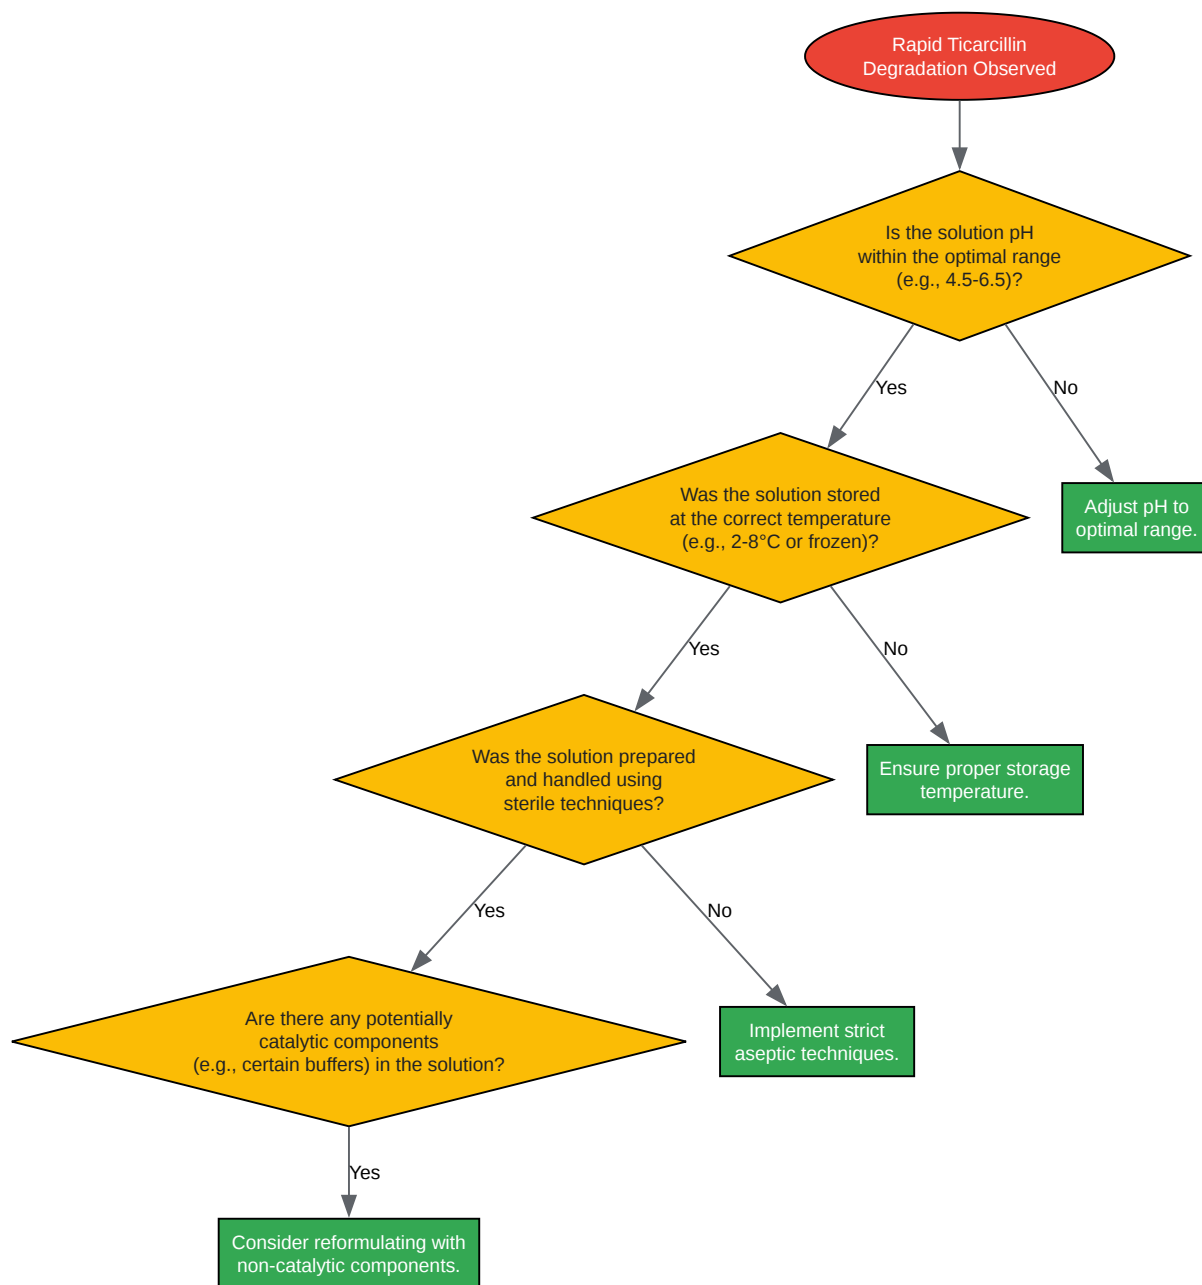 Rapid Ticarcillin
Degradation Observed
Is the solution pH
within the optimal range
(e.g., 4.5-6.5)?
Yes
No
Was the solution stored
at the correct temperature
(e.g., 2-8°C or frozen)?
Adjust pH to
optimal range.
Yes
No
Was the solution prepared
and handled using
sterile techniques?
Ensure proper storage
temperature.
Yes
No
Are there any potentially
catalytic components
(e.g., certain buffers) in the solution?
Implement strict
aseptic techniques.
Yes
Consider reformulating with
non-catalytic components.